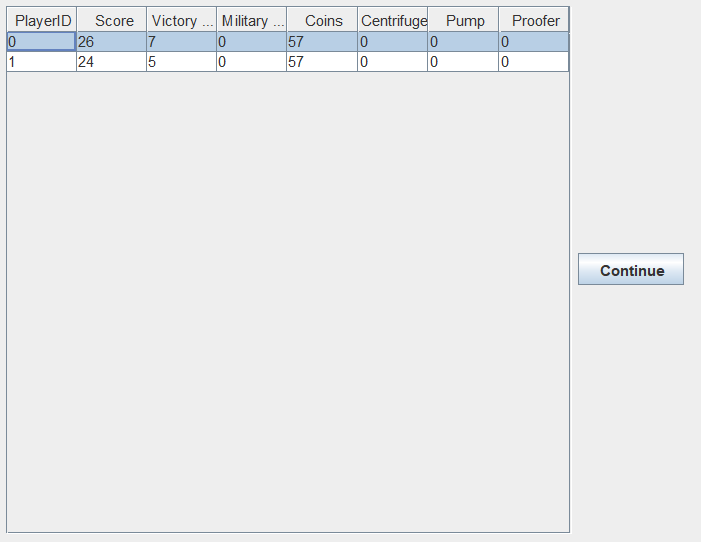 PlayerID Score Victory ... Military ... Coins Centrifuge Pump Proofer
0 26 7 0 57 0 0 0
1 24 5 0 57 0 0 0
Continue